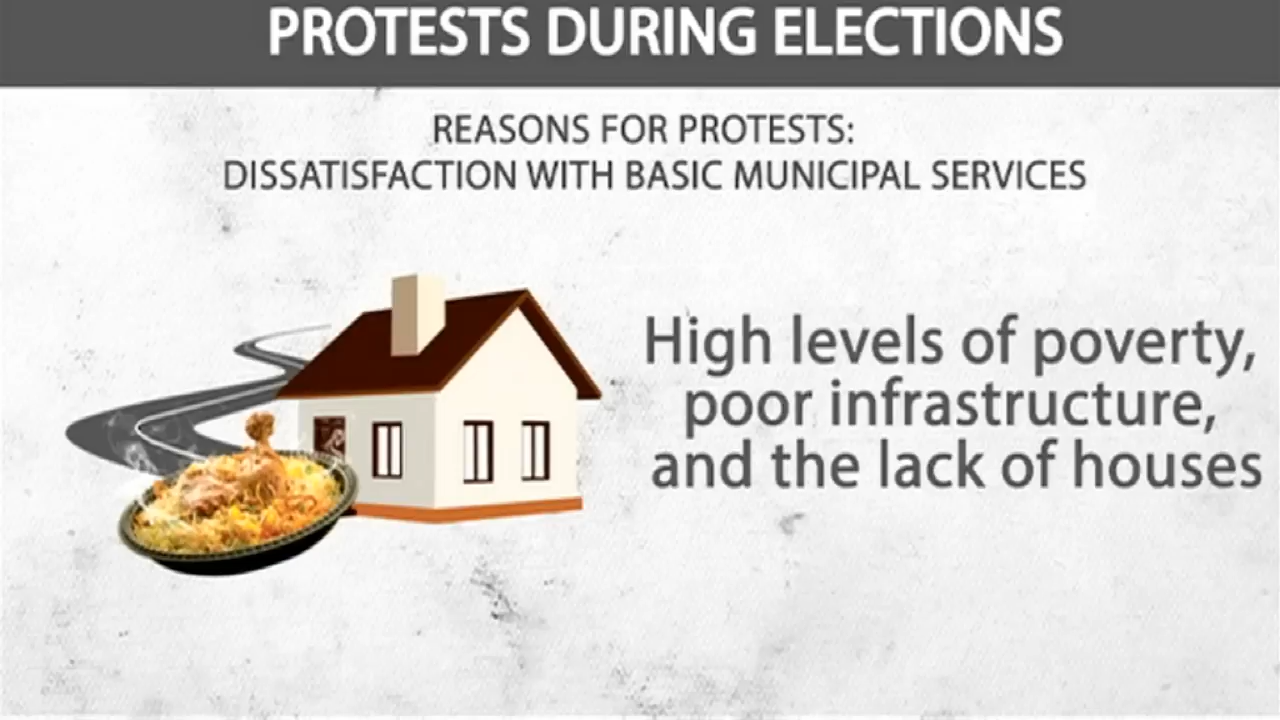 PROTESTS DURING ELECTIONS
REASONS FOR PROTESTS:
DISSATISFACTION WITH BASIC MUNICIPAL SERVICES
High levels of poverty,
poor infrastructure,
and the lack of houses